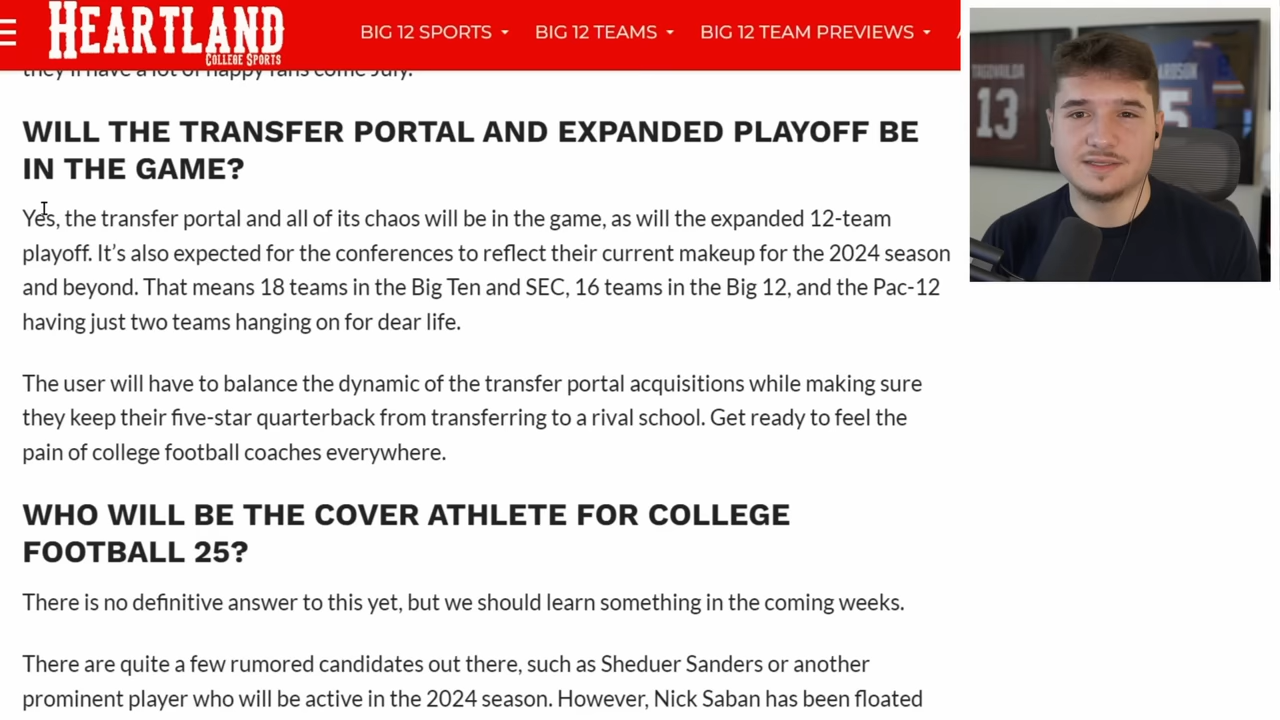 HEARTLAND
COLLEGE SPORTS
BIG 12 SPORTS
BIG 12 TEAMS
BIG 12 TEAM PREVIEWS
they'll have a lot of happy fans come July.
WILL THE TRANSFER PORTAL AND EXPANDED PLAYOFF BE
IN THE GAME?
Yes, the transfer portal and all of its chaos will be in the game, as will the expanded 12-team
playoff. It’s also expected for the conferences to reflect their current makeup for the 2024 season
and beyond. That means 18 teams in the Big Ten and SEC, 16 teams in the Big 12, and the Pac-12
having just two teams hanging on for dear life.
The user will have to balance the dynamic of the transfer portal acquisitions while making sure
they keep their five-star quarterback from transferring to a rival school. Get ready to feel the
pain of college football coaches everywhere.
WHO WILL BE THE COVER ATHLETE FOR COLLEGE
FOOTBALL 25?
There is no definitive answer to this yet, but we should learn something in the coming weeks.
There are quite a few rumored candidates out there, such as Sheduer Sanders or another
prominent player who will be active in the 2024 season. However, Nick Saban has been floated
13